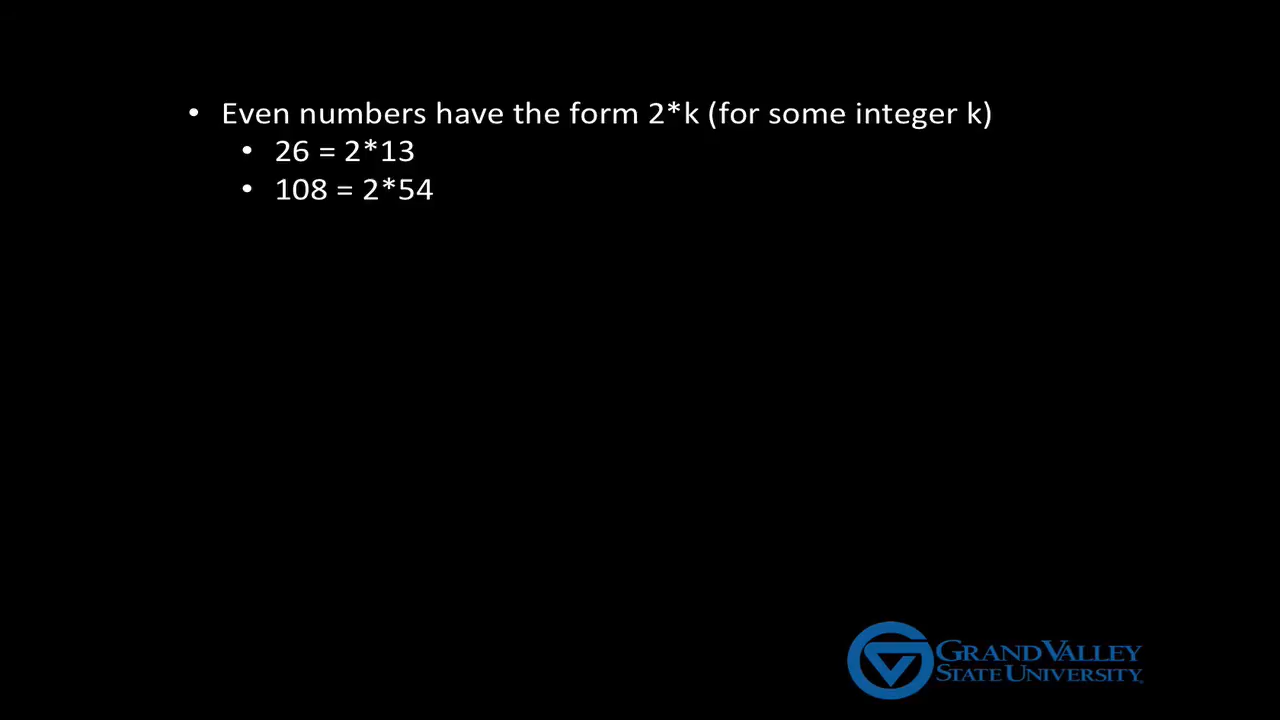 • Even numbers have the form 2*k (for some integer k)
• 26 = 2*13
• 108 = 2*54
GRAND VALLEY
STATE UNIVERSITY.